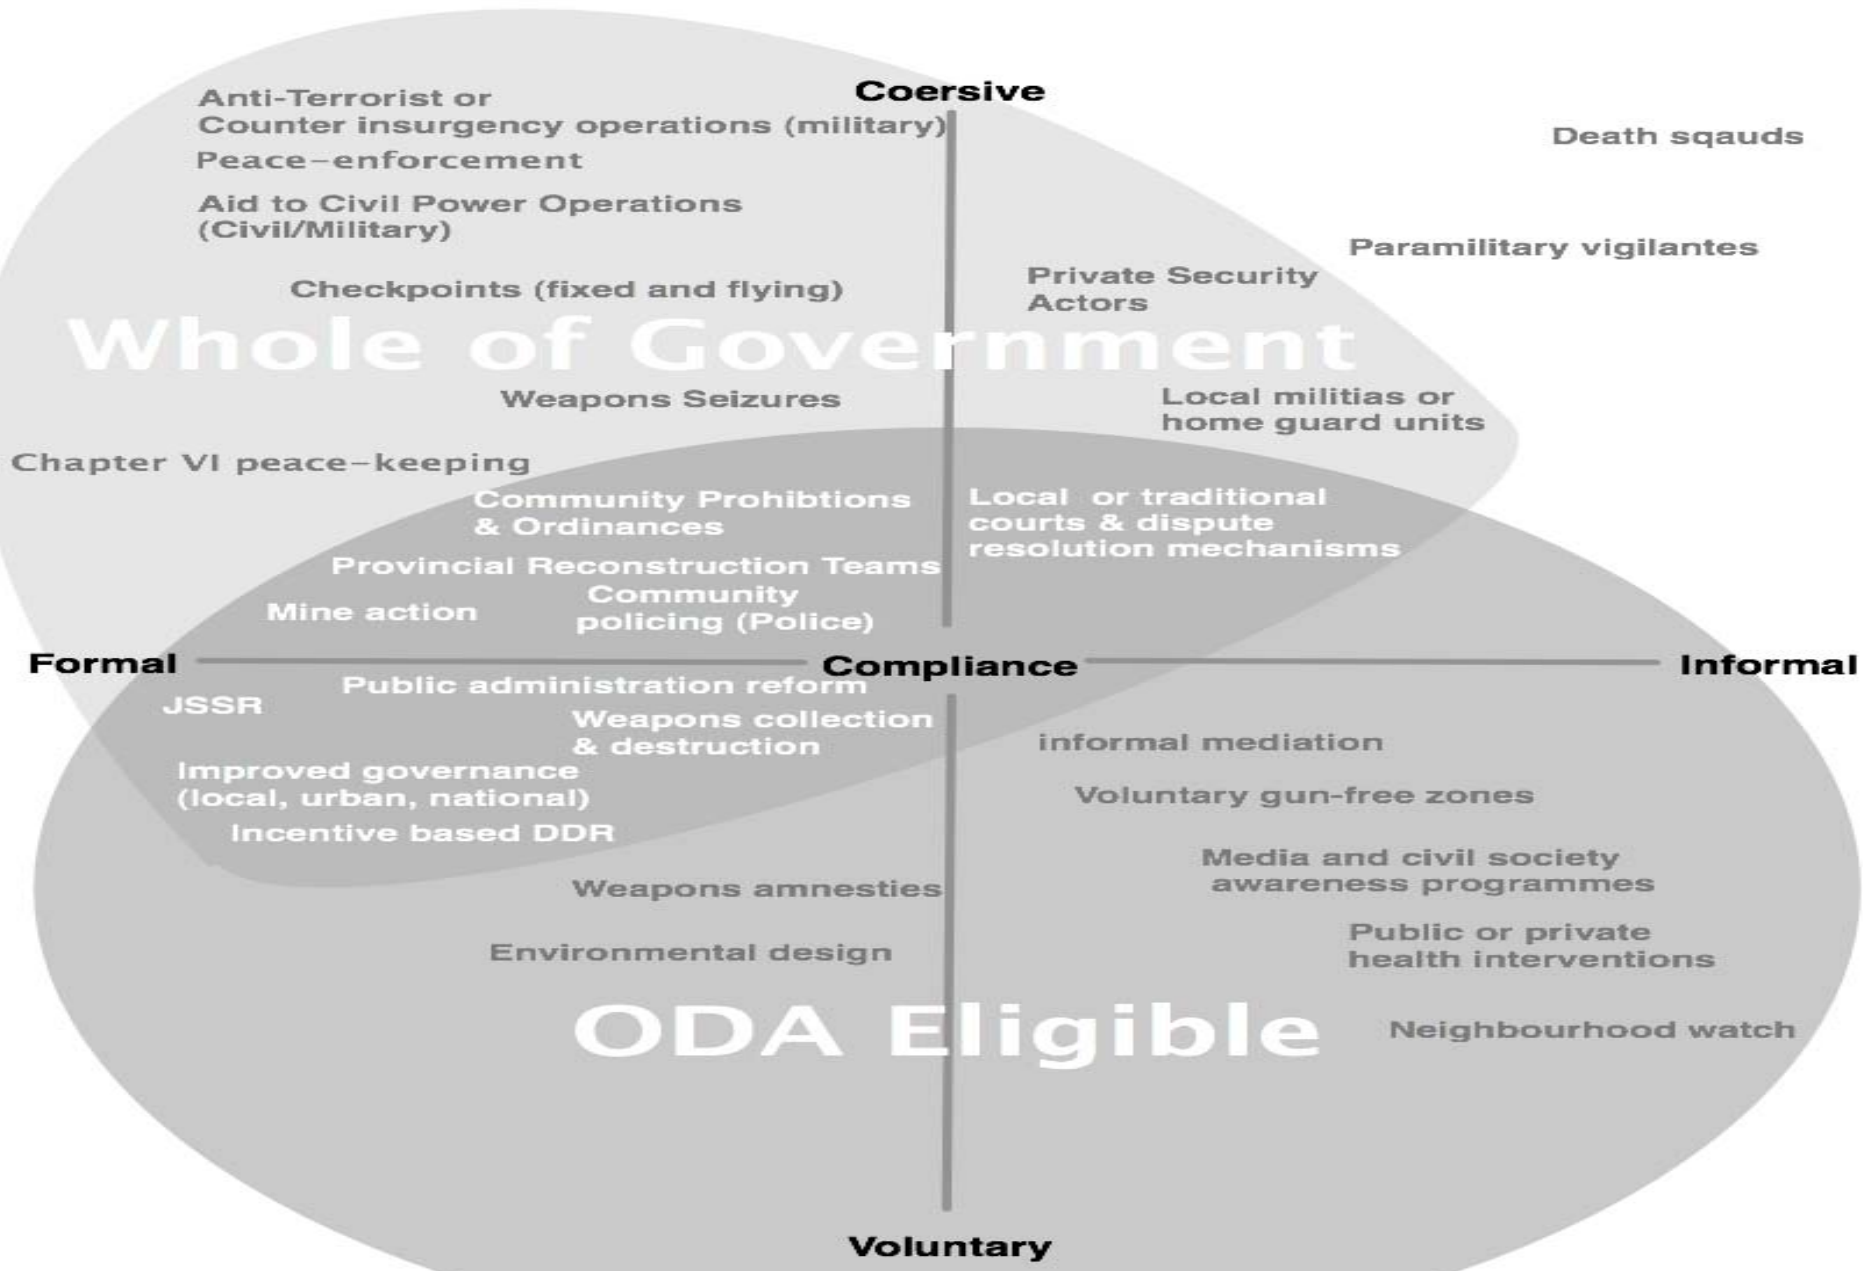 Coersive
Anti-Terrorist or
Counter insurgency operations (military)
Peace-enforcement
Aid to Civil Power Operations
(Civil/Military)
Checkpoints (fixed and flying)
Death sqauds
Paramilitary vigilantes
Private Security
Actors
Whole of Government
Weapons Seizures
Local militias or
home guard units
Chapter VI peace-keeping
Community Prohibtions
& Ordinances
Local or traditional
courts & dispute
resolution mechanisms
Provincial Reconstruction Teams
Mine action
Community
policing (Police)
Formal
Compliance
Informal
Public administration reform
JSSR
Weapons collection
& destruction
Improved governance
(local, urban, national)
Incentive based DDR
informal mediation
Voluntary gun-free zones
Media and civil society
awareness programmes
Weapons amnesties
Environmental design
Public or private
health interventions
ODA Eligible
Neighbourhood watch
Voluntary